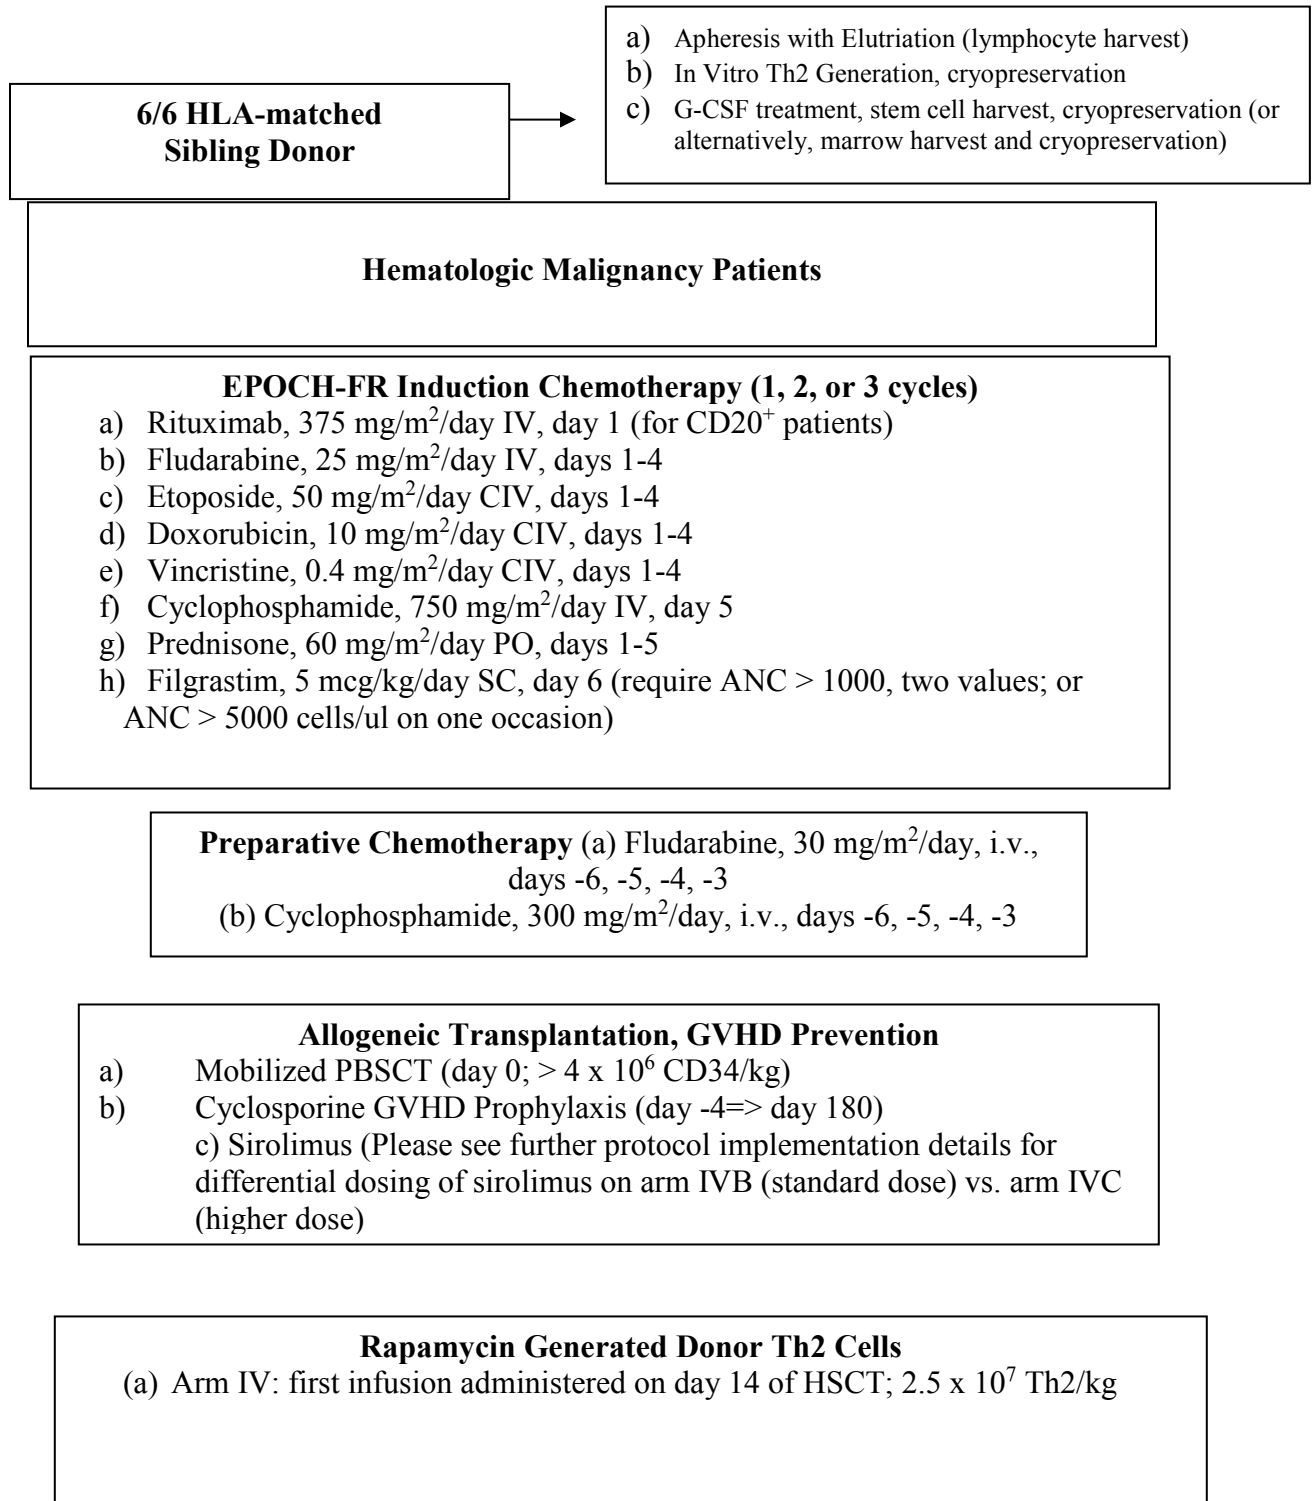 a) Apheresis with Elutriation (lymphocyte harvest)
b) In Vitro Th2 Generation, cryopreservation
c) G-CSF treatment, stem cell harvest, cryopreservation (or
alternatively, marrow harvest and cryopreservation)
6/6 HLA-matched
Sibling Donor
Hematologic Malignancy Patients
EPOCH-FR Induction Chemotherapy (1, 2, or 3 cycles)
a) Rituximab, 375 mg/m²/day IV, day 1 (for CD20⁺ patients)
b) Fludarabine, 25 mg/m²/day IV, days 1-4
c) Etoposide, 50 mg/m²/day CIV, days 1-4
d) Doxorubicin, 10 mg/m²/day CIV, days 1-4
e) Vincristine, 0.4 mg/m²/day CIV, days 1-4
f) Cyclophosphamide, 750 mg/m²/day IV, day 5
g) Prednisone, 60 mg/m²/day PO, days 1-5
h) Filgrastim, 5 mcg/kg/day SC, day 6 (require ANC > 1000, two values; or
ANC > 5000 cells/ul on one occasion)
Preparative Chemotherapy (a) Fludarabine, 30 mg/m²/day, i.v.,
days -6, -5, -4, -3
(b) Cyclophosphamide, 300 mg/m²/day, i.v., days -6, -5, -4, -3
Allogeneic Transplantation, GVHD Prevention
a) Mobilized PBSCT (day 0; > 4 x 10⁶ CD34/kg)
b) Cyclosporine GVHD Prophylaxis (day -4=> day 180)
c) Sirolimus (Please see further protocol implementation details for
differential dosing of sirolimus on arm IVB (standard dose) vs. arm IVC
(higher dose)
Rapamycin Generated Donor Th2 Cells
(a) Arm IV: first infusion administered on day 14 of HSCT; 2.5 x 10⁷ Th2/kg